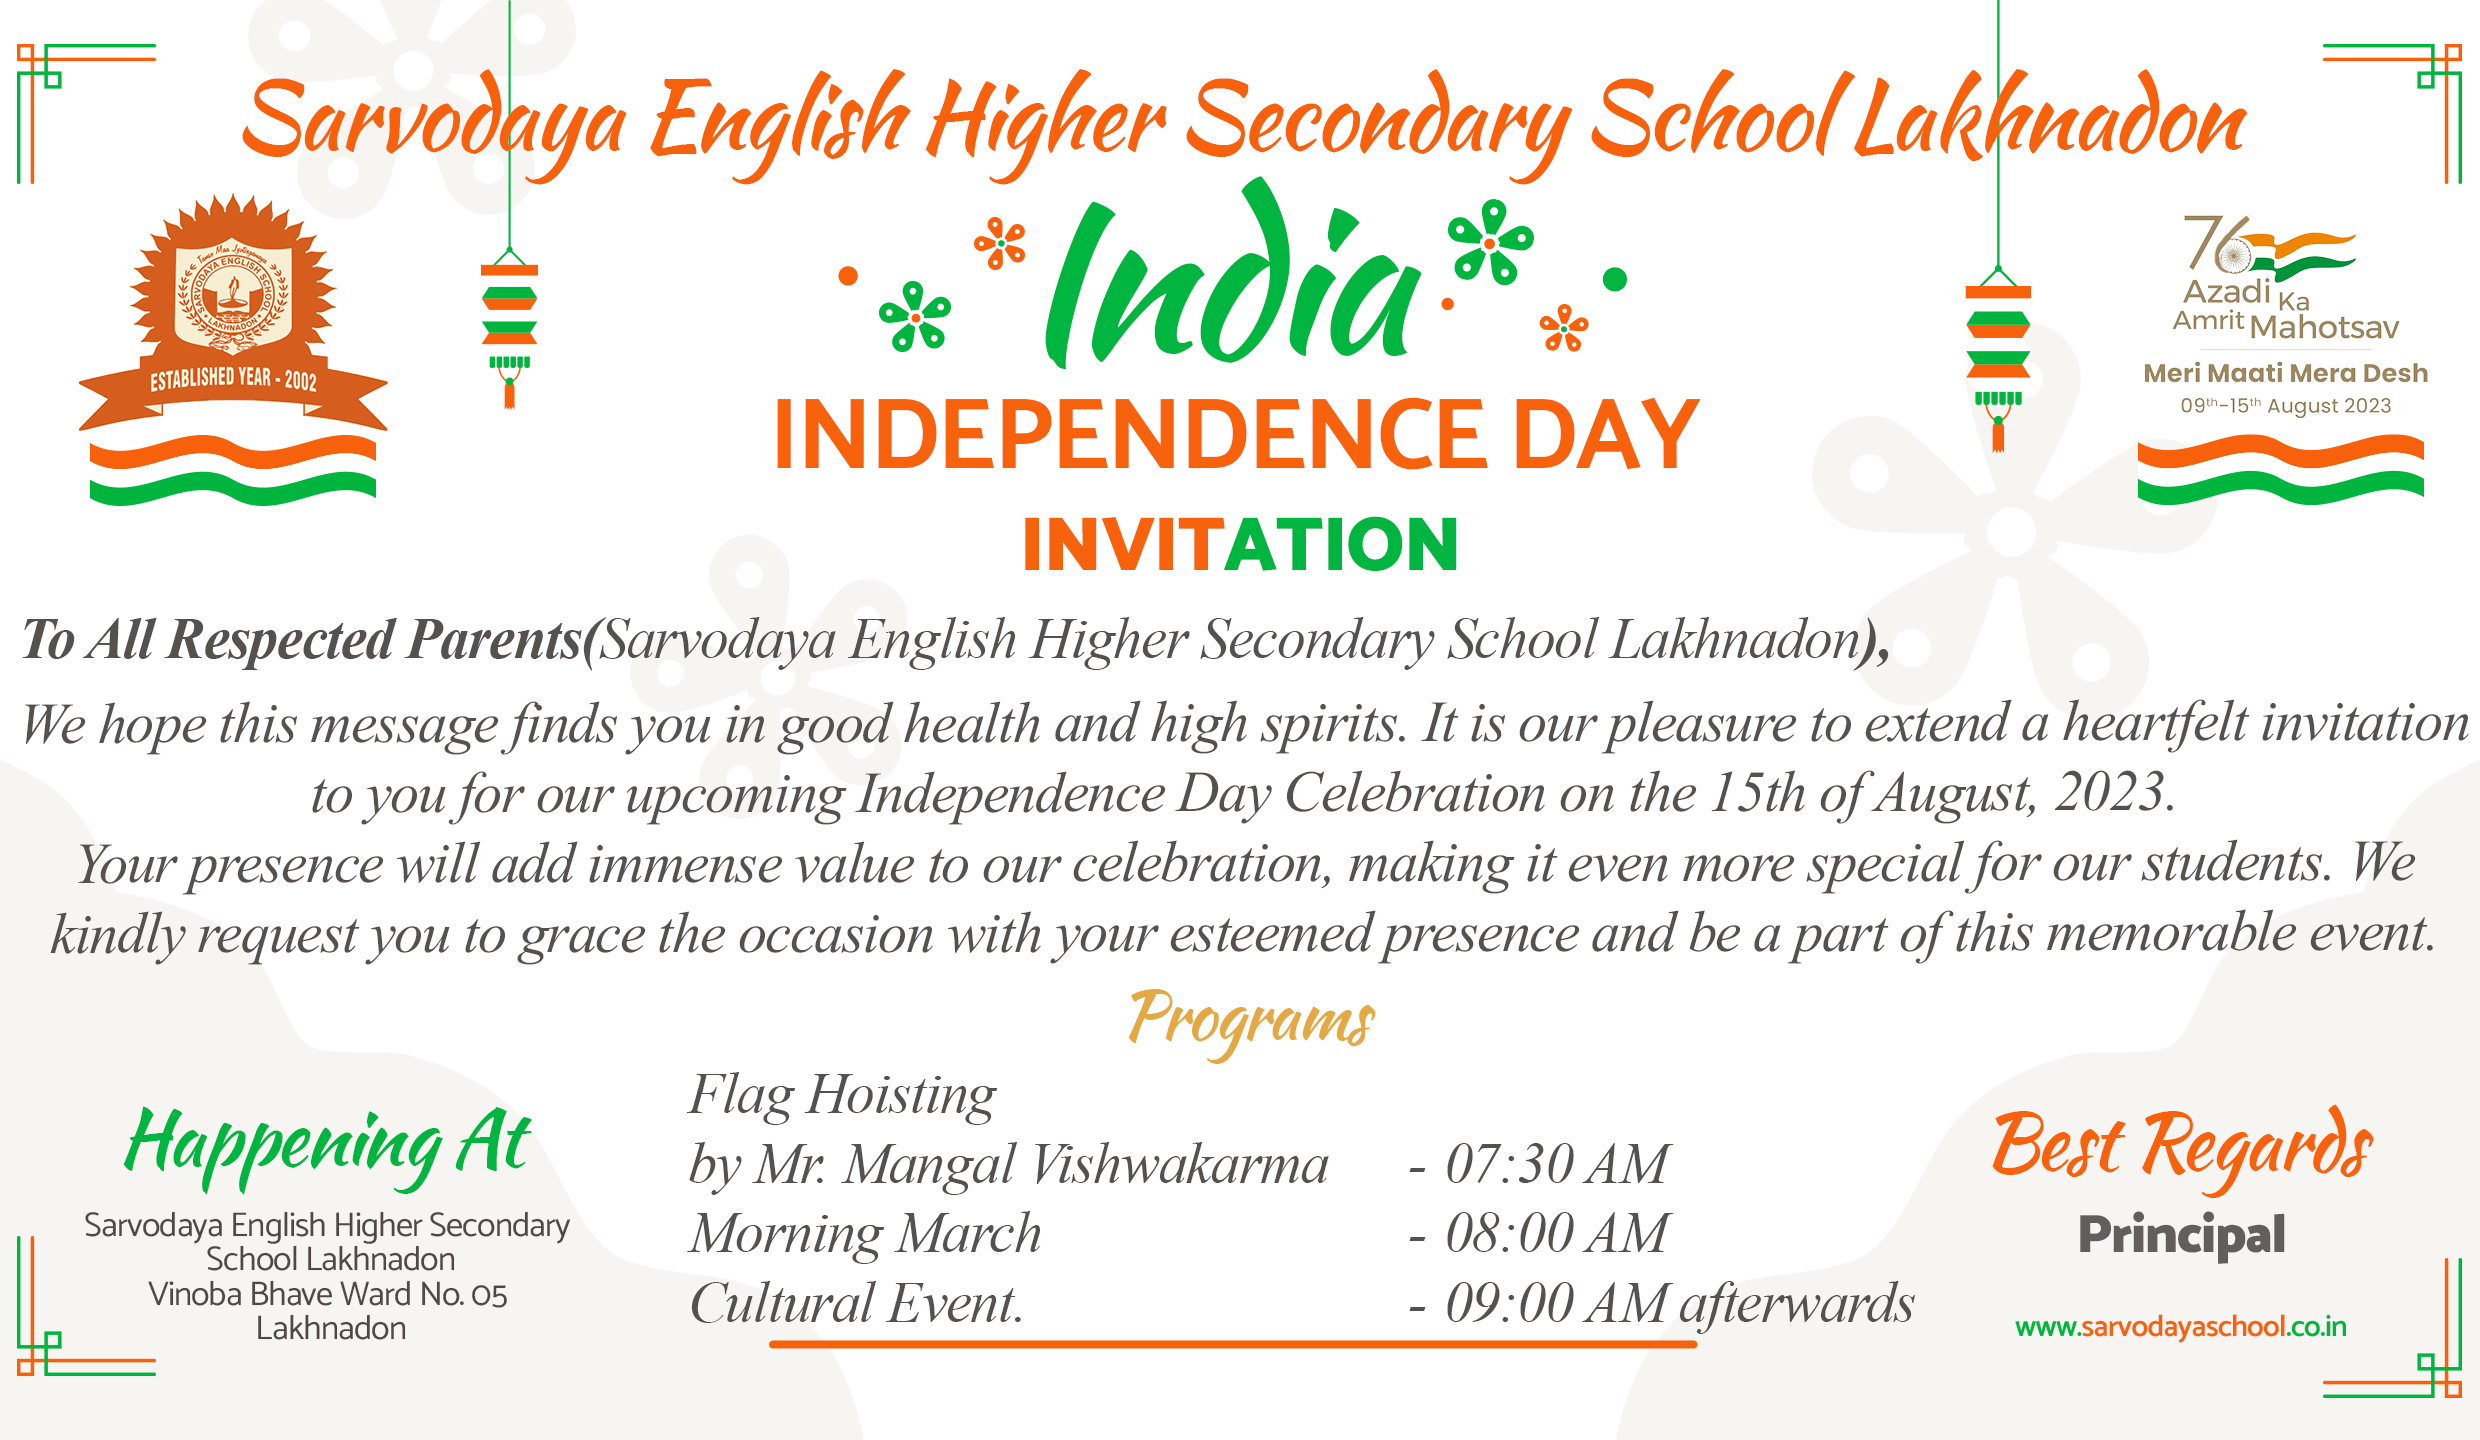 Sarvodaya English Higher Secondary School Lakhnadon
Tamso Maa Jyotirgamaya
SARVODAYA ENGLISH SCHOOL
LAKHNADON
ESTABLISHED YEAR - 2002
India
INDEPENDENCE DAY
INVITATION
76
Azadi Ka
Amrit Mahotsav
Meri Maati Mera Desh
09th-15th August 2023
To All Respected Parents(Sarvodaya English Higher Secondary School Lakhnadon),
We hope this message finds you in good health and high spirits. It is our pleasure to extend a heartfelt invitation
to you for our upcoming Independence Day Celebration on the 15th of August, 2023.
Your presence will add immense value to our celebration, making it even more special for our students. We
kindly request you to grace the occasion with your esteemed presence and be a part of this memorable event.
Programs
Flag Hoisting
by Mr. Mangal Vishwakarma - 07:30 AM
Morning March - 08:00 AM
Cultural Event. - 09:00 AM afterwards
Happening At
Sarvodaya English Higher Secondary
School Lakhnadon
Vinoba Bhave Ward No. 05
Lakhnadon
Best Regards
Principal
www.sarvodayaschool.co.in